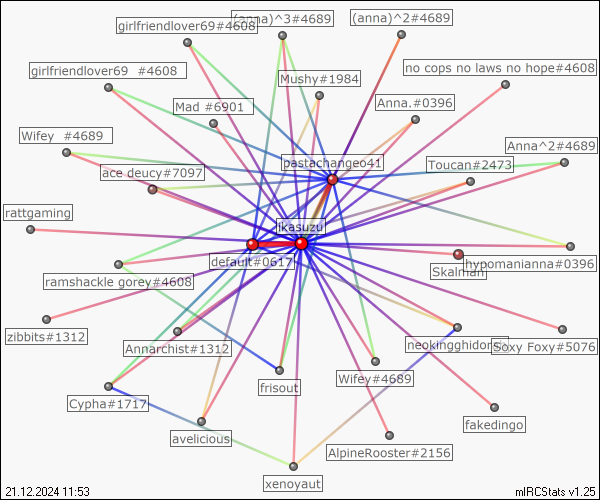 (anna)^3#4689
(anna)^2#4689
girlfriendlover69#4608
no cops no laws no hope#4608
girlfriendlover69 #4608
Mushy#1984
Mad #6901
Anna.#0396
Wifey #4689
Anna^2#4689
pastachangeo41
Toucan#2473
ace deucy#7097
rattgaming
ikasuzu
default#0617
hypomanianna#0396
Skalman
ramshackle gorey#4608
zibbits#1312
Annarchist#1312
Soxy Foxy#5076
Wifey#4689
frisout
Cypha#1717
fakedingo
avelicious
AlpineRooster#2156
xenoyaut
21.12.2024 11:53
mIRCStats v1.25